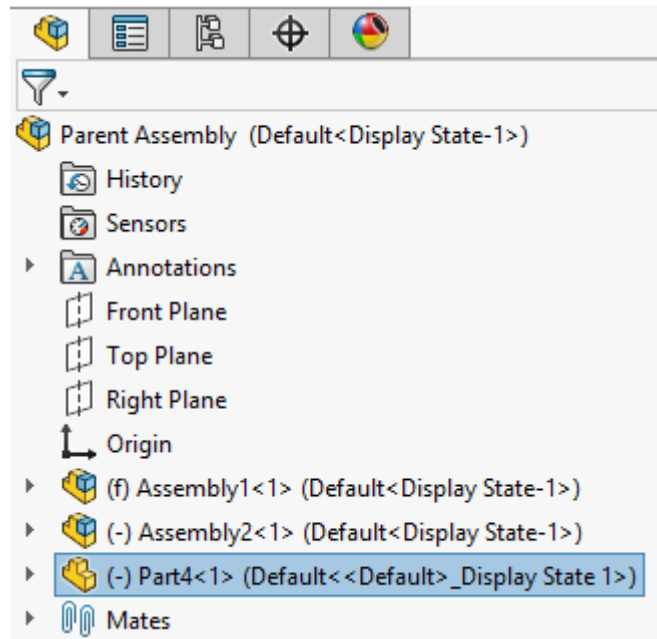 Parent Assembly (Default<Display State-1>)
History
Sensors
Annotations
Front Plane
Top Plane
Right Plane
Origin
(f) Assembly1<1> (Default<Display State-1>)
(-) Assembly2<1> (Default<Display State-1>)
(-) Part4<1> (Default<<Default>_Display State 1>)
Mates